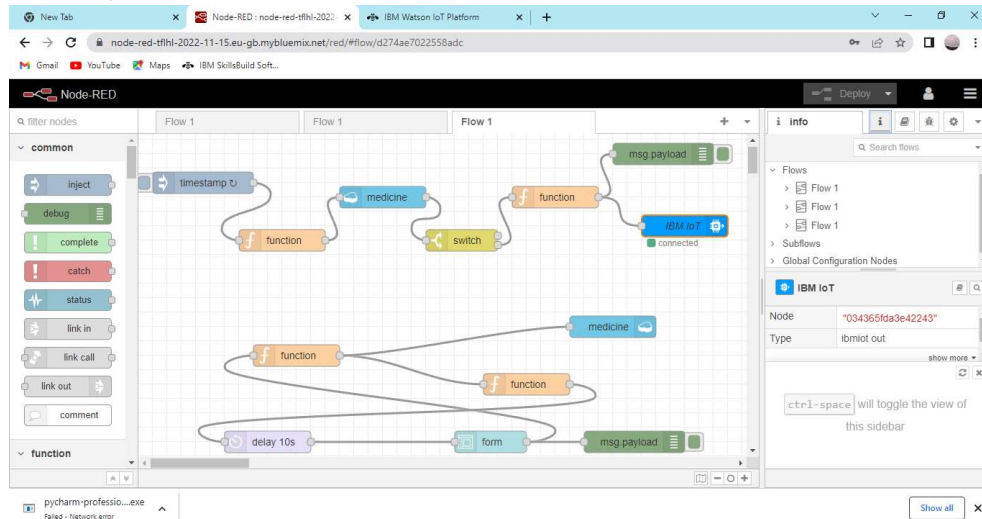 New Tab
Node-RED : node-red-tflhl-2022-
IBM Watson IoT Platform
node-red-tflhl-2022-11-15.eu-gb.mybluemix.net/red/#flow/d274ae7022558adc
Gmail YouTube Maps IBM SkillsBuild Soft...
Node-RED
Deploy
filter nodes
Flow 1 Flow 1 Flow 1
i info
Search flows
common
inject
debug
complete
catch
status
link in
link call
link out
comment
function
timestamp ↻
function
medicine
switch
function
msg.payload
IBM IoT
connected
medicine
function
function
delay 10s
form
msg.payload
Flows
Flow 1
Flow 1
Flow 1
Subflows
Global Configuration Nodes
IBM IoT
Node "034365fda3e42243"
Type ibmiot out
show more
ctrl-space will toggle the view of
this sidebar
pycharm-professio....exe
Failed - Network error
Show all